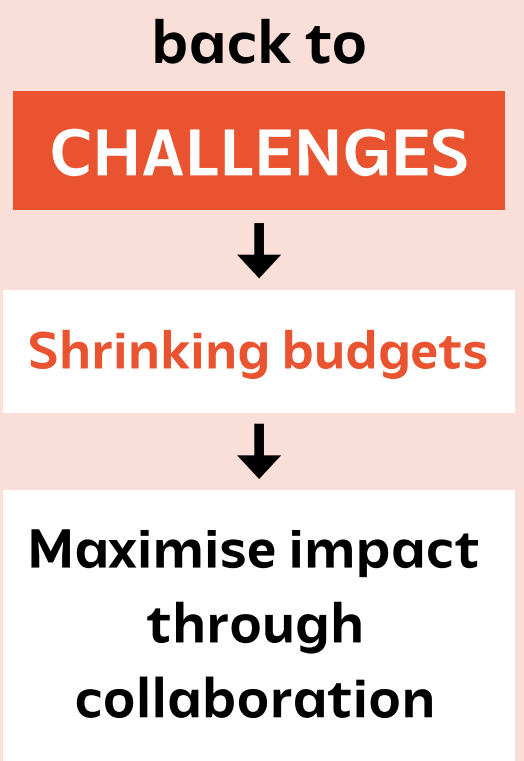 back to
CHALLENGES
Shrinking budgets
Maximise impact
through
collaboration